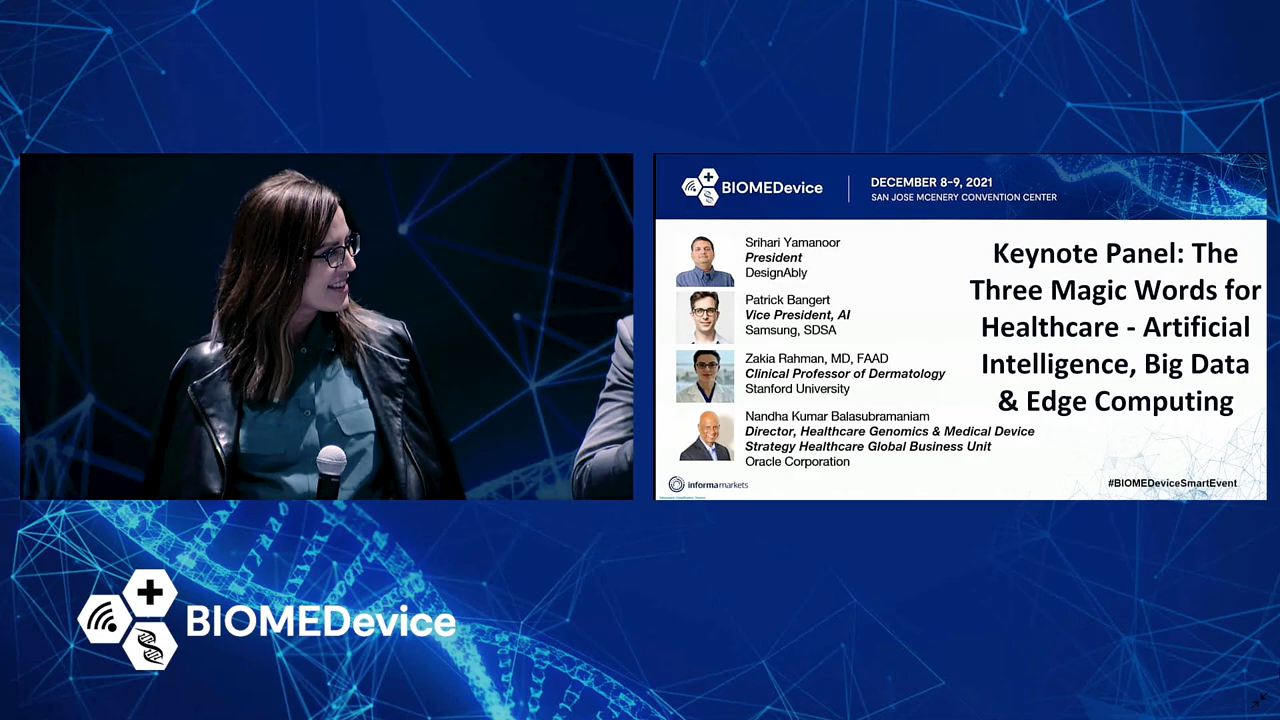 BIOMEDevice
DECEMBER 8-9, 2021
SAN JOSE MCENERY CONVENTION CENTER
Srihari Yamanoor
President
DesignAbly
Patrick Bangert
Vice President, AI
Samsung, SDSA
Zakia Rahman, MD, FAAD
Clinical Professor of Dermatology
Stanford University
Nandha Kumar Balasubramaniam
Director, Healthcare Genomics & Medical Device
Strategy Healthcare Global Business Unit
Oracle Corporation
Keynote Panel: The
Three Magic Words for
Healthcare - Artificial
Intelligence, Big Data
& Edge Computing
informa markets
#BIOMEDeviceSmartEvent
BIOMEDevice